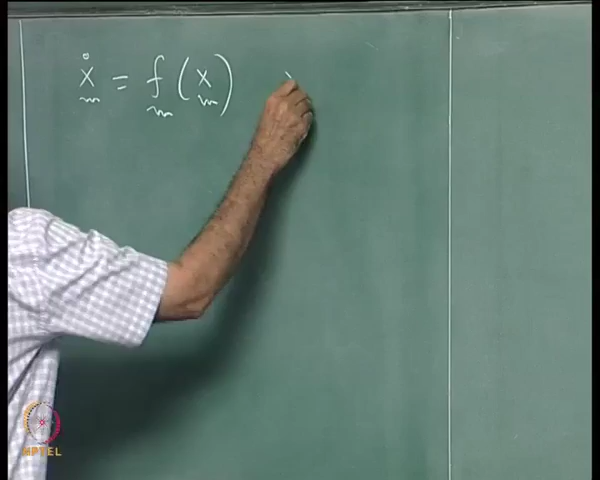 ẋ = f (x)
NPTEL